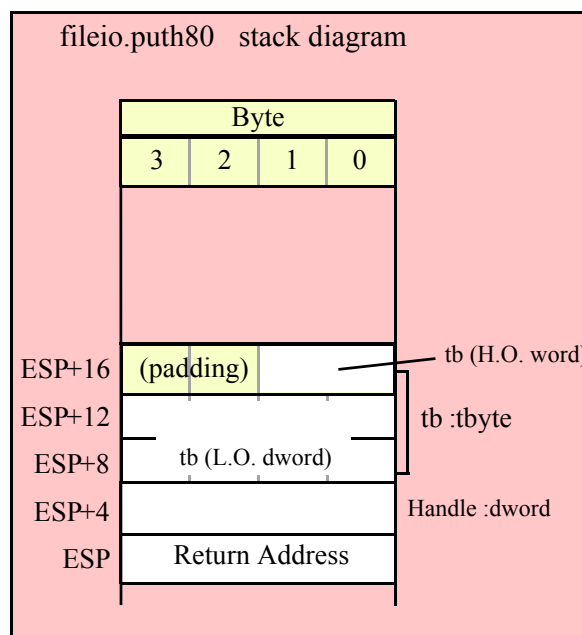 fileio.puth80 stack diagram
Byte
3 2 1 0
ESP+16 (padding) tb (H.O. word)
ESP+12 tb :tbyte
ESP+8 tb (L.O. dword)
ESP+4 Handle :dword
ESP Return Address